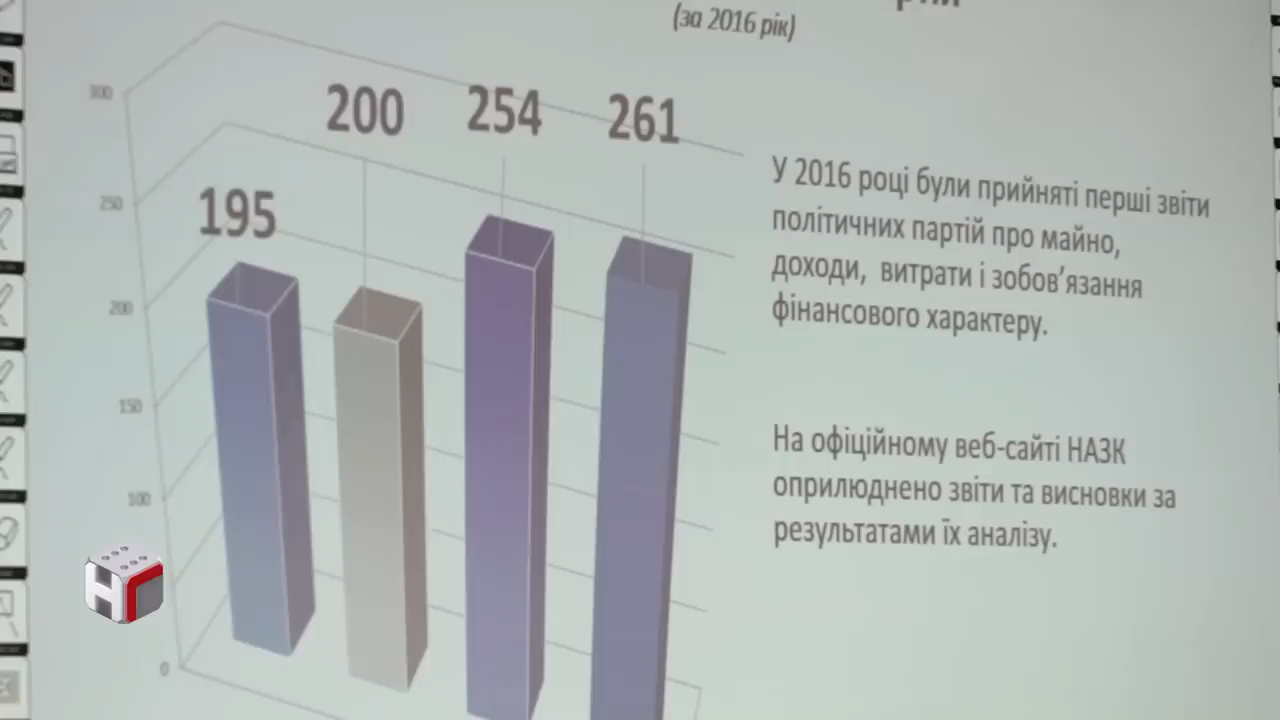 (за 2016 рік)
300
250
200
150
100
0
195
200
254
261
У 2016 році були прийняті перші звіти
політичних партій про майно,
доходи, витрати і зобов’язання
фінансового характеру.
На офіційному веб-сайті НАЗК
оприлюднено звіти та висновки за
результатами їх аналізу.